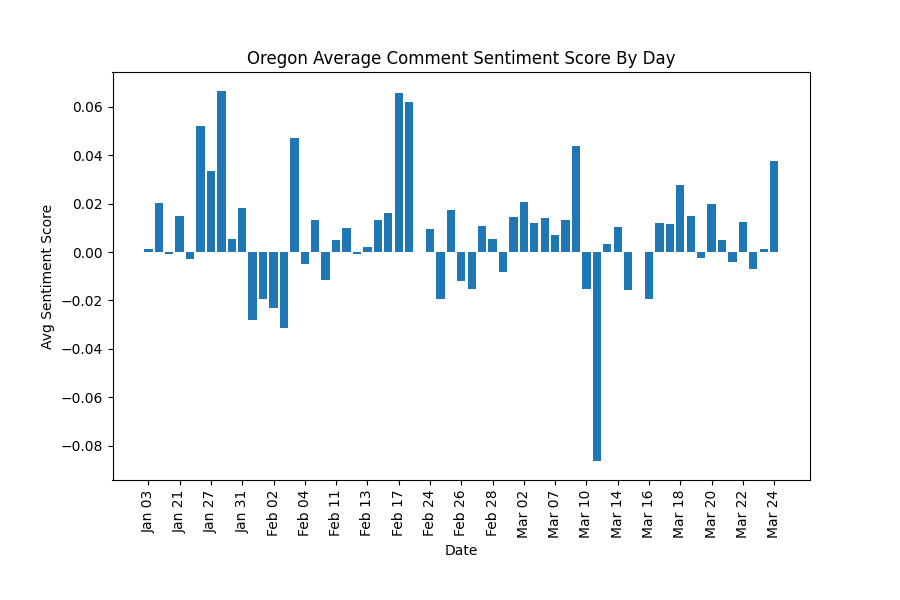 Oregon Average Comment Sentiment Score By Day
0.06
0.04
0.02
0.00
−0.02
−0.04
−0.06
−0.08
Avg Sentiment Score
Jan 03
Jan 21
Jan 27
Jan 31
Feb 02
Feb 04
Feb 11
Feb 13
Feb 17
Feb 24
Feb 26
Feb 28
Mar 02
Mar 07
Mar 10
Mar 14
Mar 16
Mar 18
Mar 20
Mar 22
Mar 24
Date